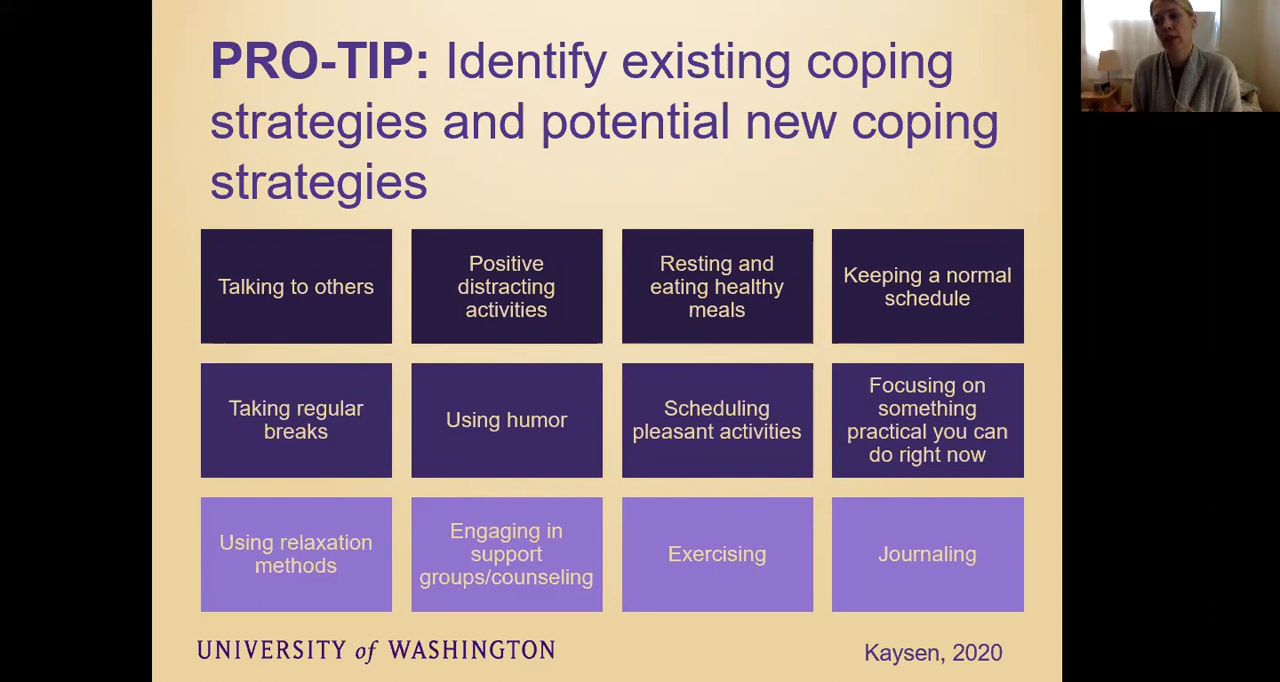 PRO-TIP: Identify existing coping
strategies and potential new coping
strategies
Talking to others
Positive
distracting
activities
Resting and
eating healthy
meals
Keeping a normal
schedule
Taking regular
breaks
Using humor
Scheduling
pleasant activities
Focusing on
something
practical you can
do right now
Using relaxation
methods
Engaging in
support
groups/counseling
Exercising
Journaling
UNIVERSITY of WASHINGTON
Kaysen, 2020